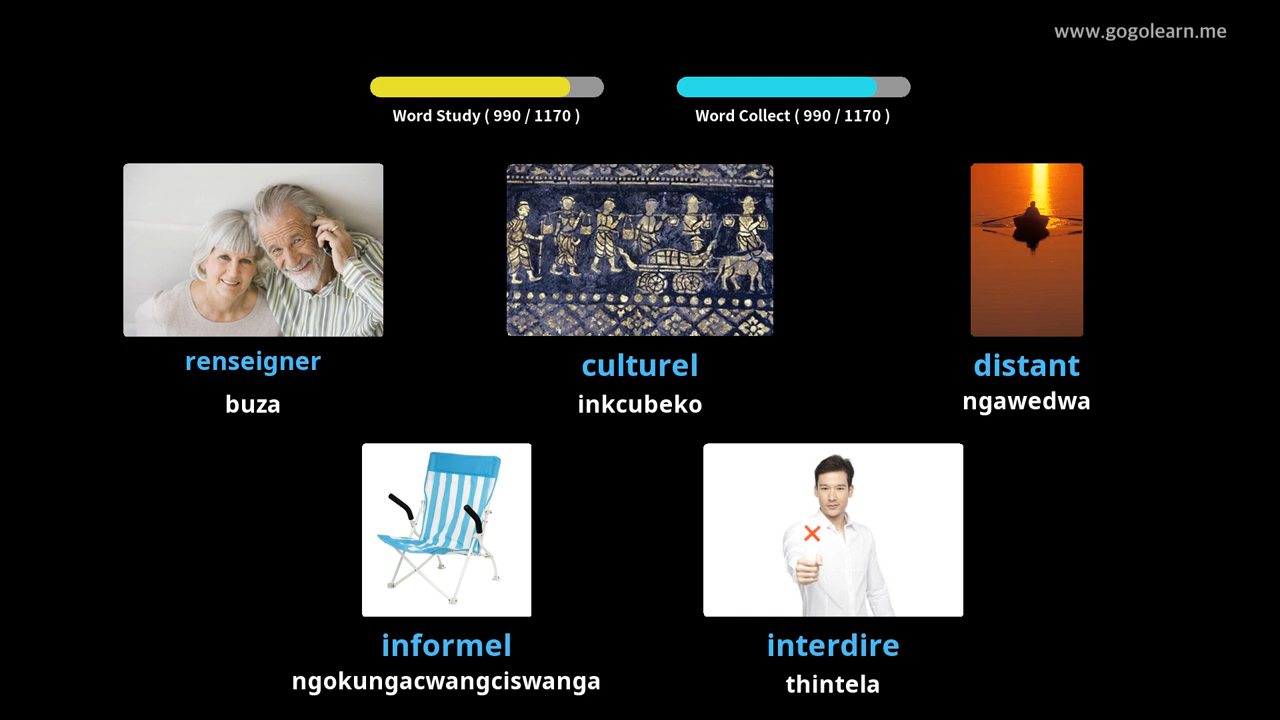 www.gogolearn.me
Word Study ( 990 / 1170 )
Word Collect ( 990 / 1170 )
renseigner
buza
culturel
inkcubeko
distant
ngawedwa
informel
ngokungacwangciswanga
interdire
thintela